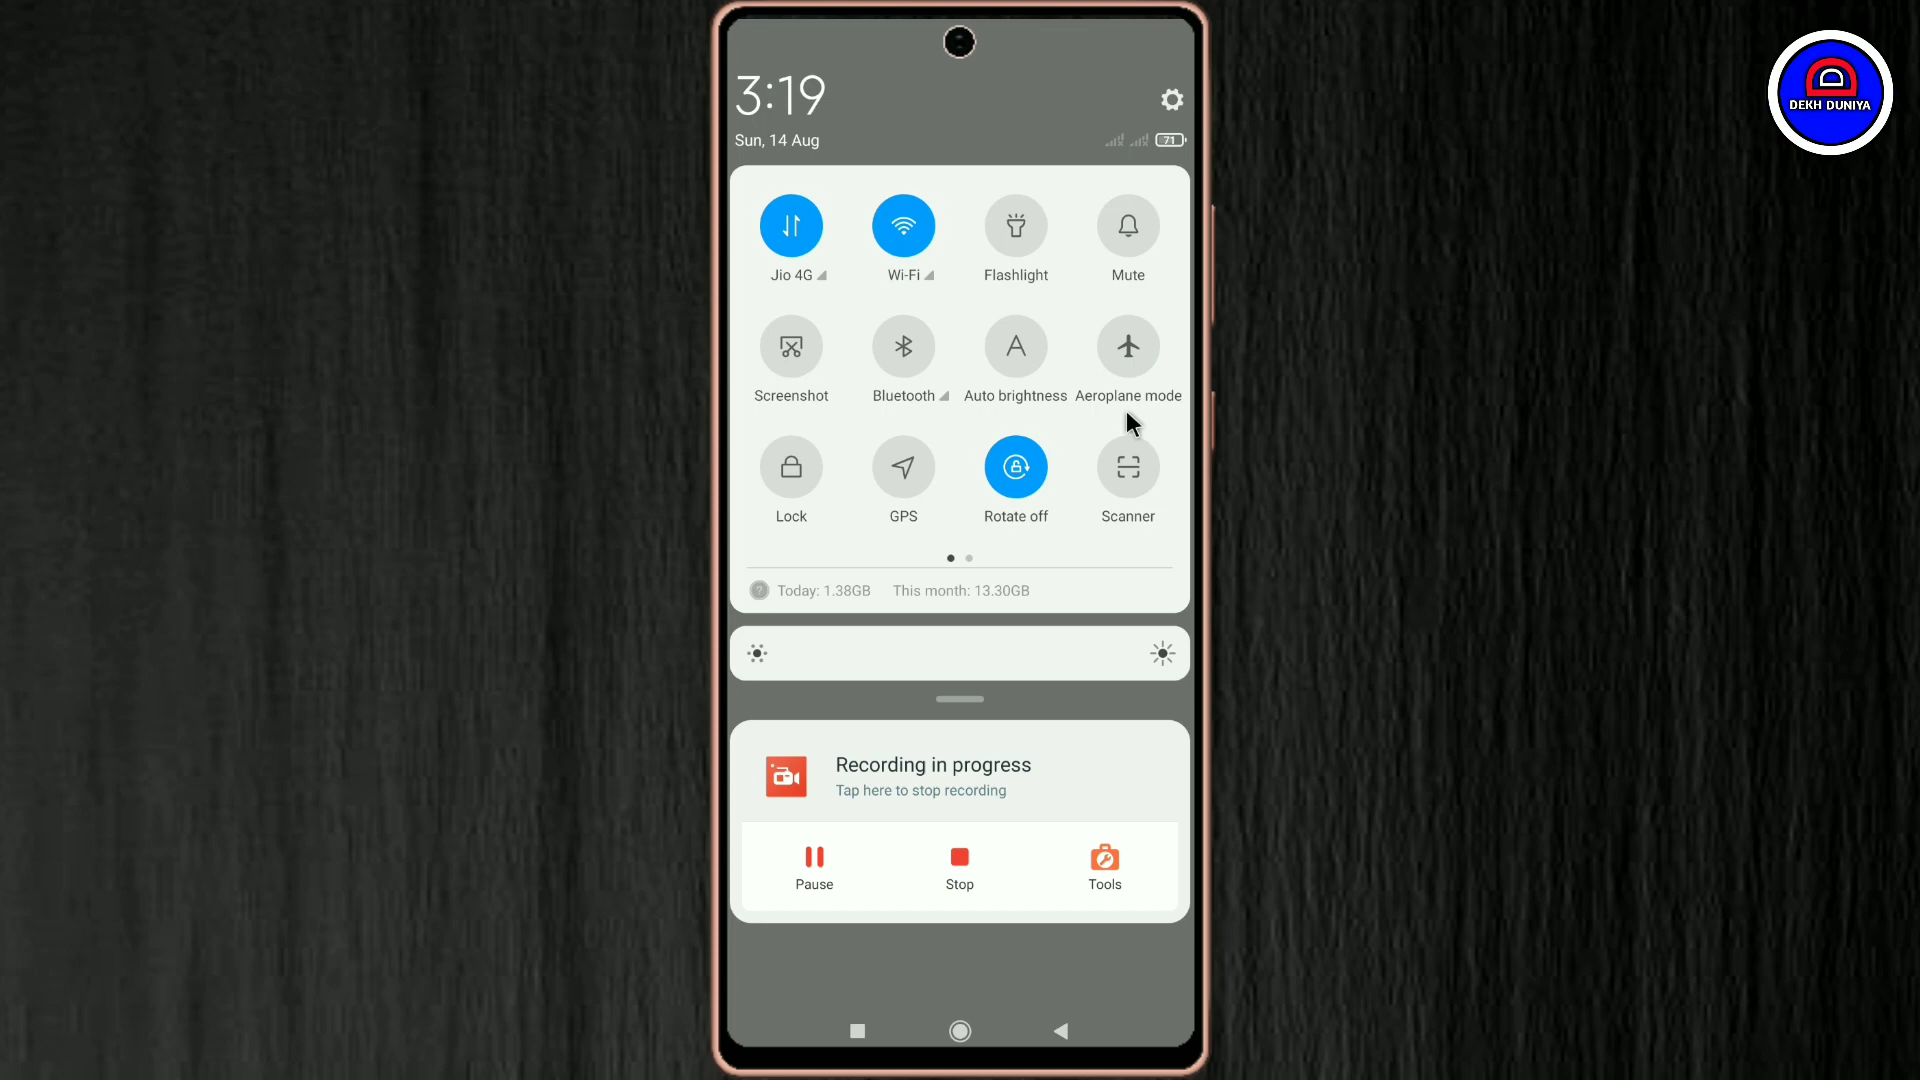 DEKH DUNIYA
3:19
Sun, 14 Aug
71
Jio 4G
Wi-Fi
Flashlight
Mute
Screenshot
Bluetooth
A
Auto brightness
Aeroplane mode
Lock
GPS
Rotate off
Scanner
? Today: 1.38GB This month: 13.30GB
Recording in progress
Tap here to stop recording
Pause
Stop
Tools